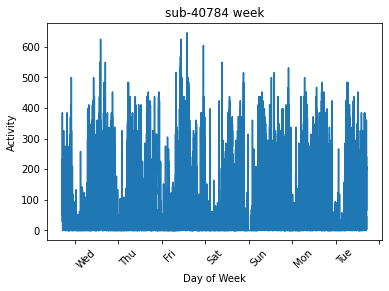 sub-40784 week
Activity
600
500
400
300
200
100
0
Wed
Thu
Fri
Sat
Sun
Mon
Tue
Day of Week